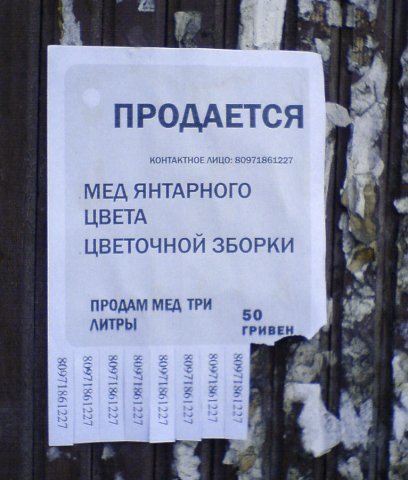 ПРОДАЕТСЯ
КОНТАКТНОЕ ЛИЦО: 80971861227
МЕД ЯНТАРНОГО
ЦВЕТА
ЦВЕТОЧНОЙ ЗБОРКИ
ПРОДАМ МЕД ТРИ
ЛИТРЫ
50
ГРИВЕН
80971861227
80971861227
80971861227
80971861227
80971861227
80971861227
80971861227
80971861227